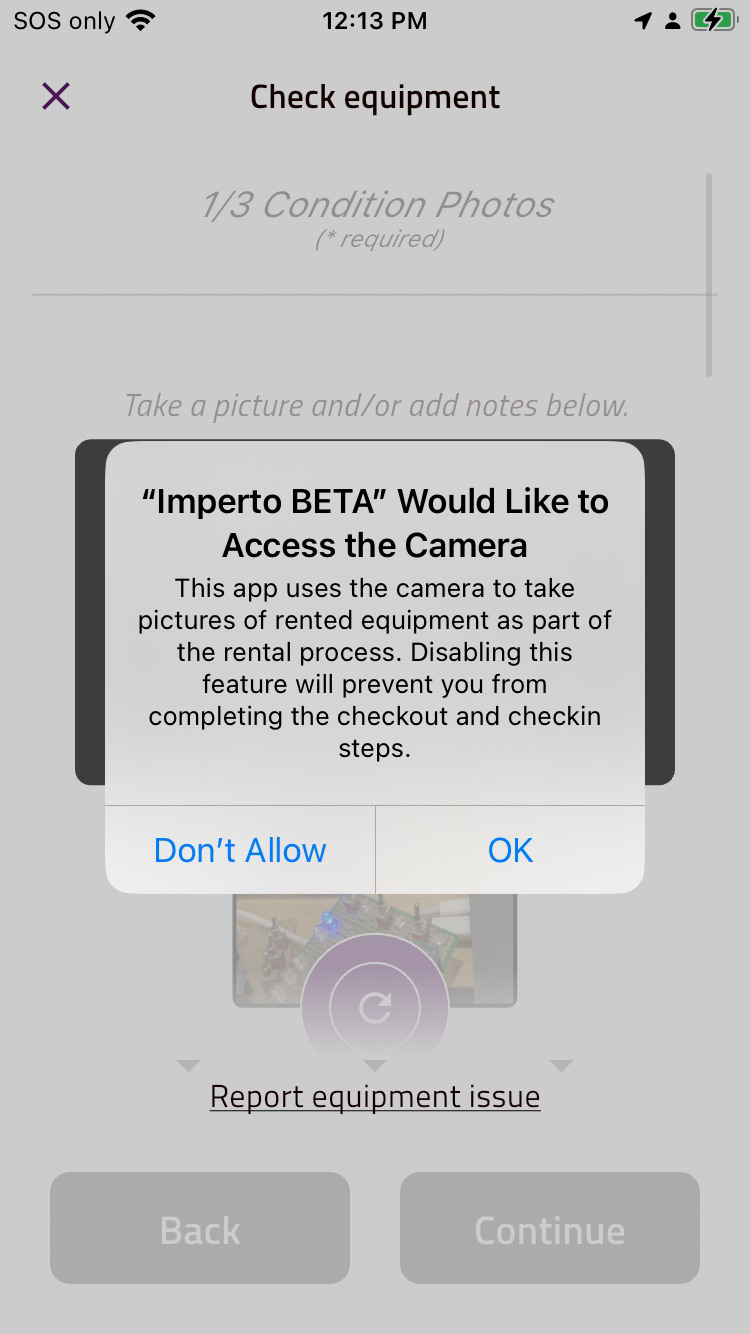 SOS only
12:13 PM
Check equipment
1/3 Condition Photos
(* required)
Take a picture and/or add notes below.
“Imperto BETA” Would Like to
Access the Camera
This app uses the camera to take
pictures of rented equipment as part of
the rental process. Disabling this
feature will prevent you from
completing the checkout and checkin
steps.
Don’t Allow
OK
Report equipment issue
Back
Continue